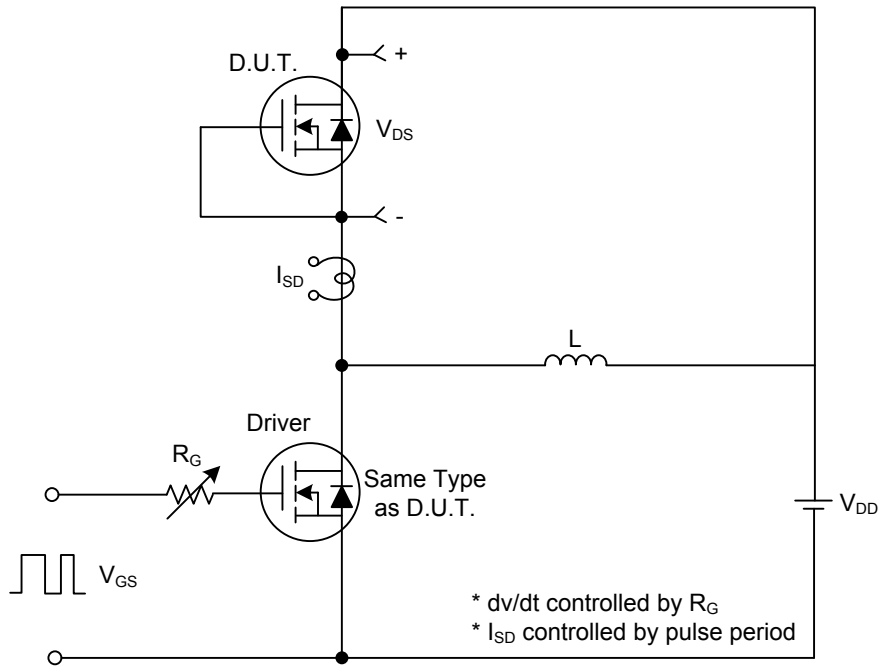 D.U.T.
+
V_DS
-
I_SD
L
Driver
R_G
Same Type
as D.U.T.
V_DD
V_GS
* dv/dt controlled by R_G
* I_SD controlled by pulse period